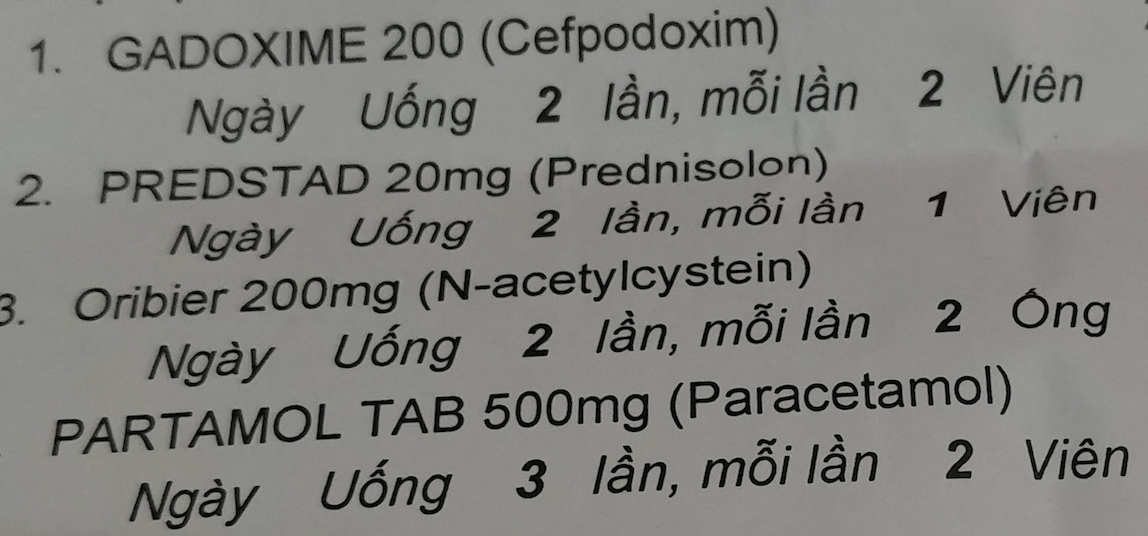 1. GADOXIME 200 (Cefpodoxim)
Ngày Uống 2 lần, mỗi lần 2 Viên
2. PREDSTAD 20mg (Prednisolon)
Ngày Uống 2 lần, mỗi lần 1 Viên
3. Oribier 200mg (N-acetylcystein)
Ngày Uống 2 lần, mỗi lần 2 Ống
PARTAMOL TAB 500mg (Paracetamol)
Ngày Uống 3 lần, mỗi lần 2 Viên